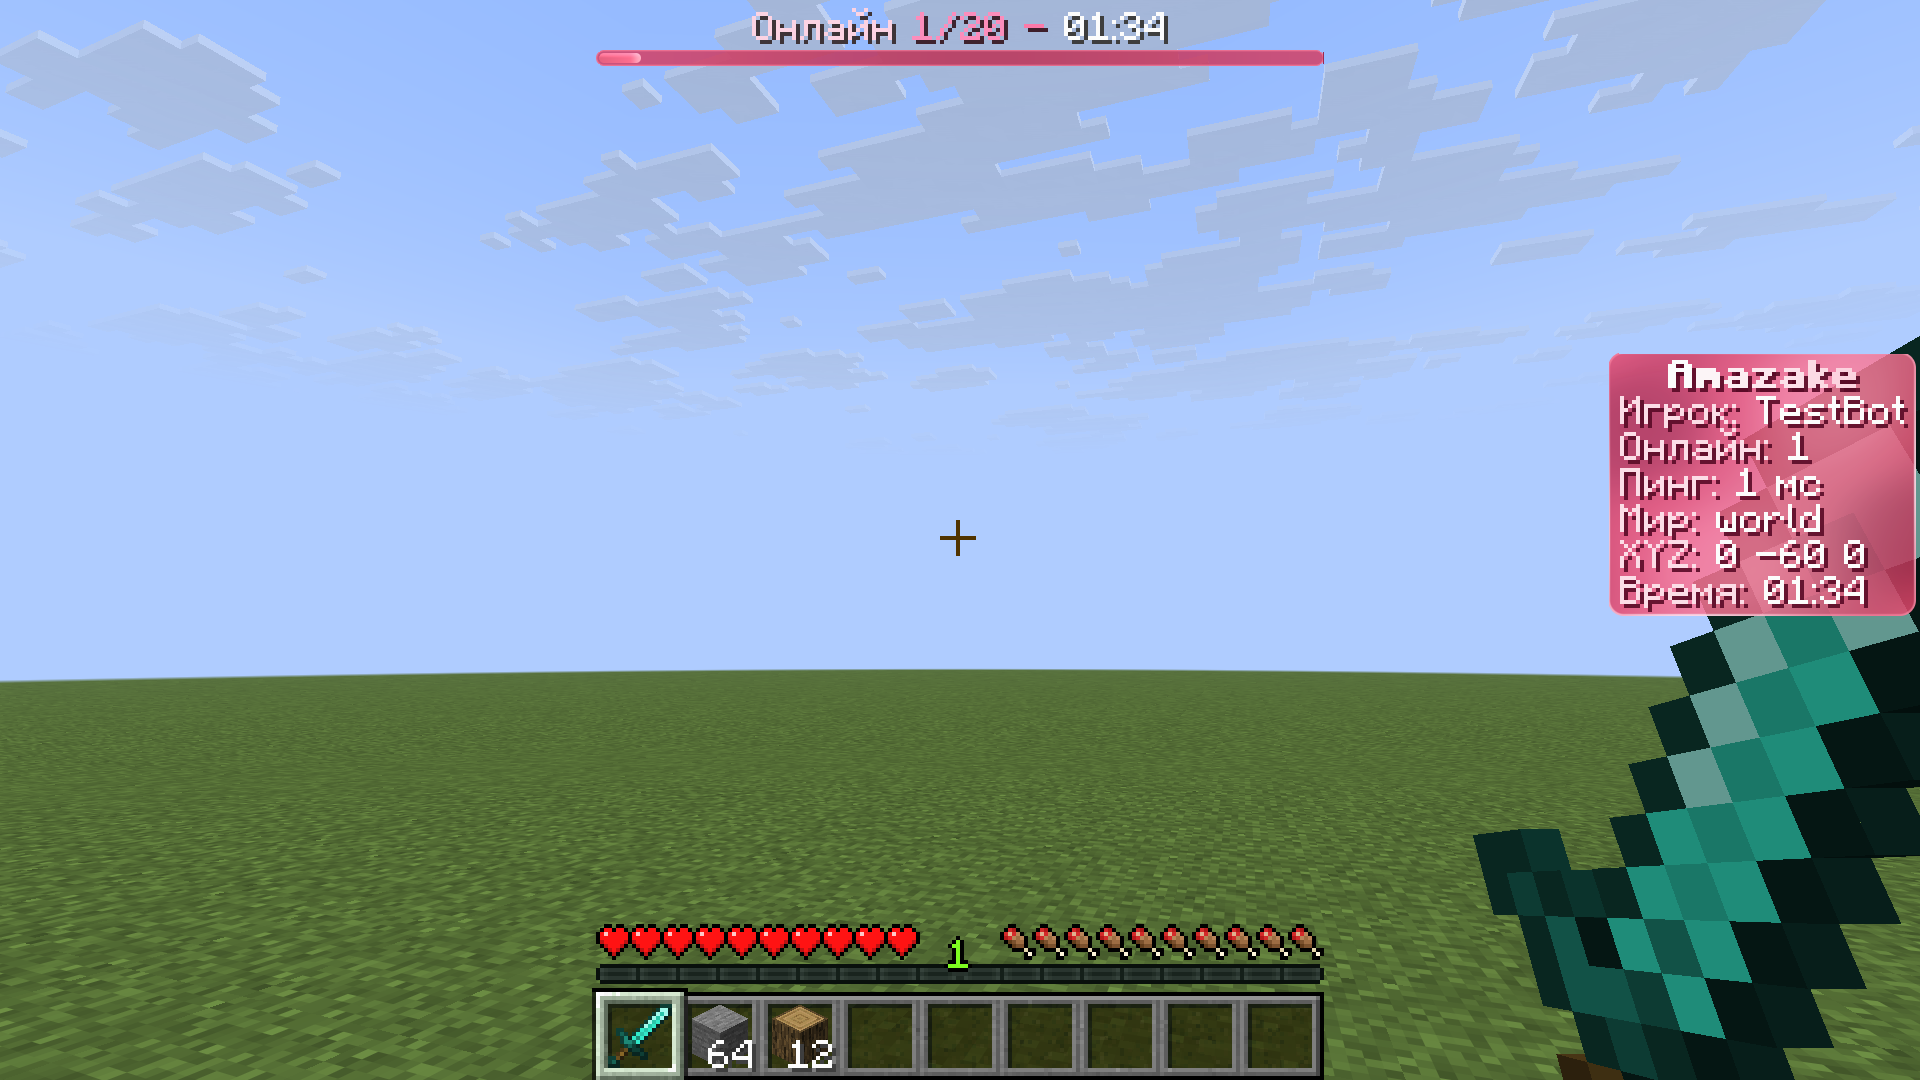 Онлайн 1/20 – 01:34
Amazake
Игрок: TestBot
Онлайн: 1
Пинг: 1 мс
Мир: world
XYZ: 0 -60 0
Время: 01:34
1
64 12